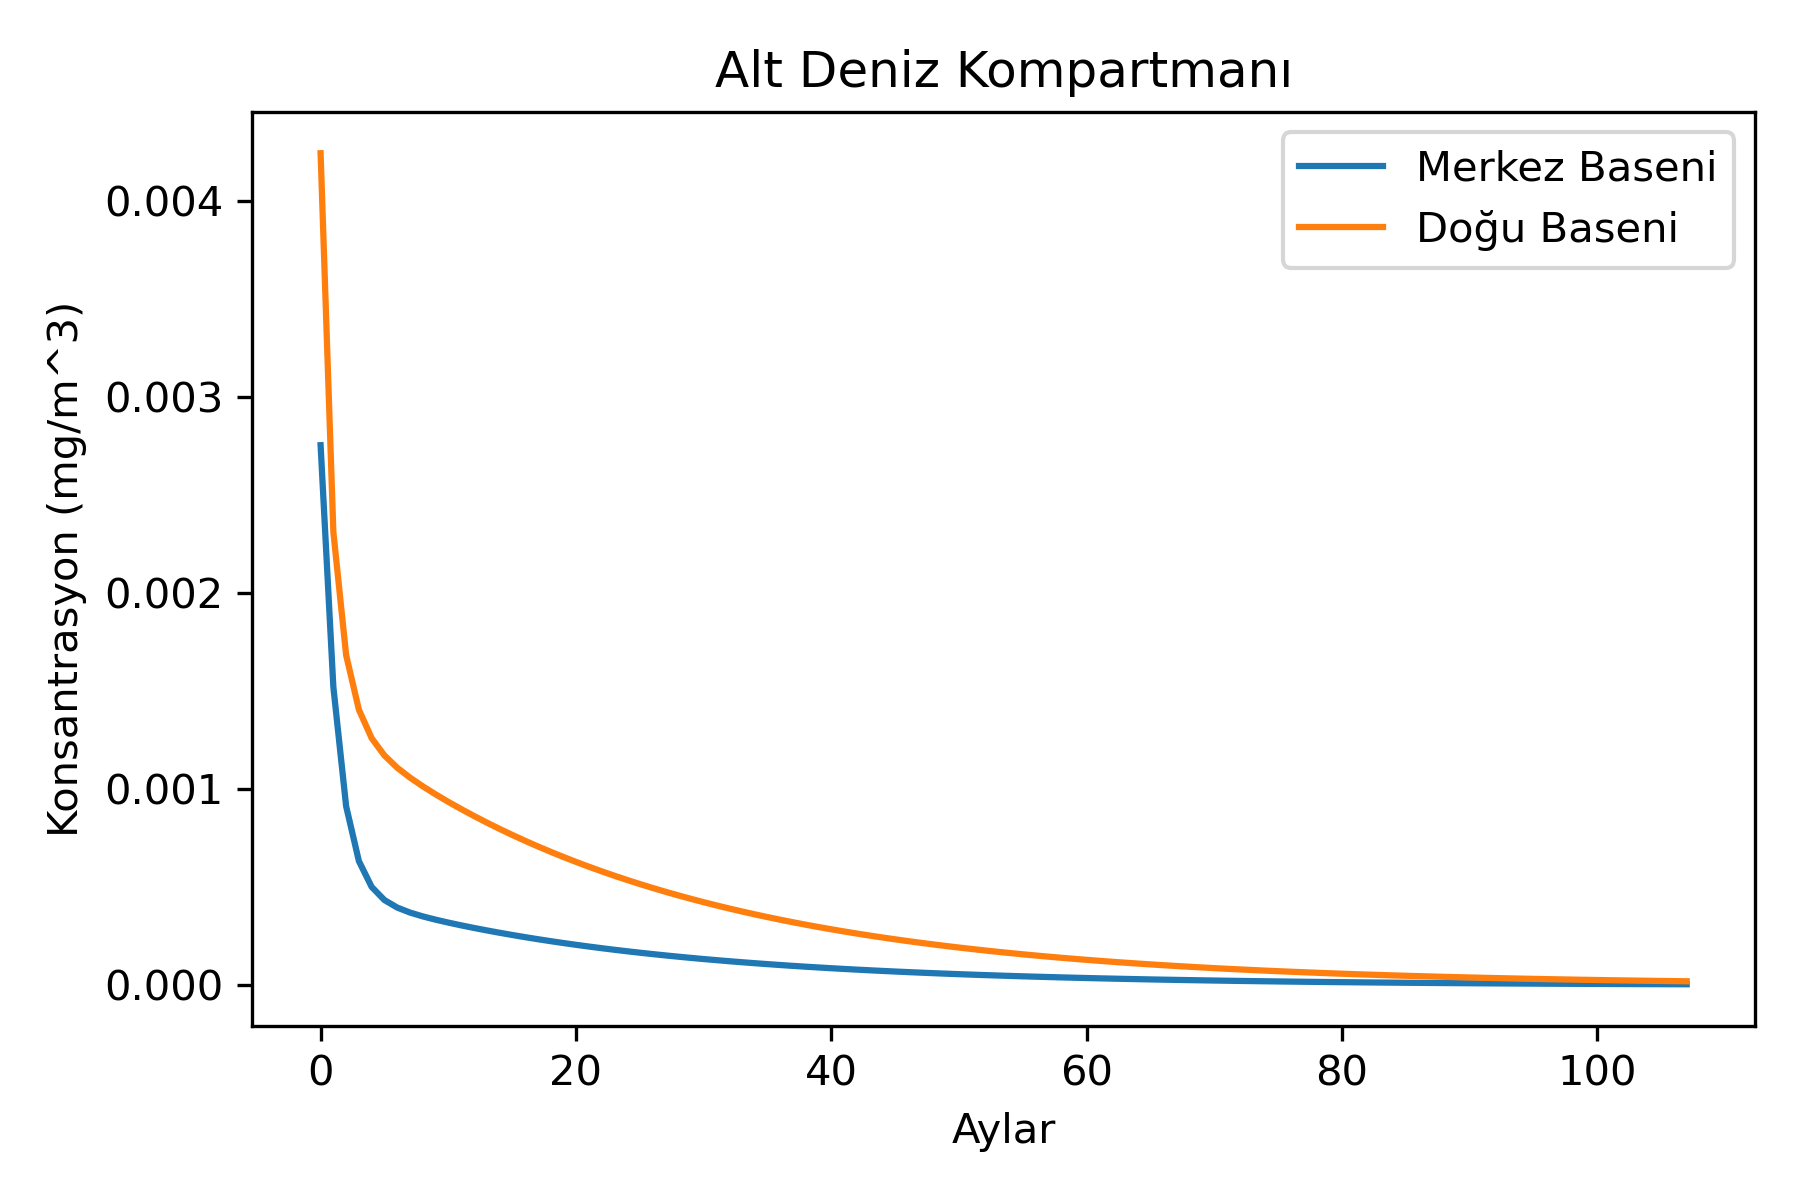 Alt Deniz Kompartmanı
Merkez Baseni
Doğu Baseni
Konsantrasyon (mg/m^3)
0.004
0.003
0.002
0.001
0.000
0 20 40 60 80 100
Aylar